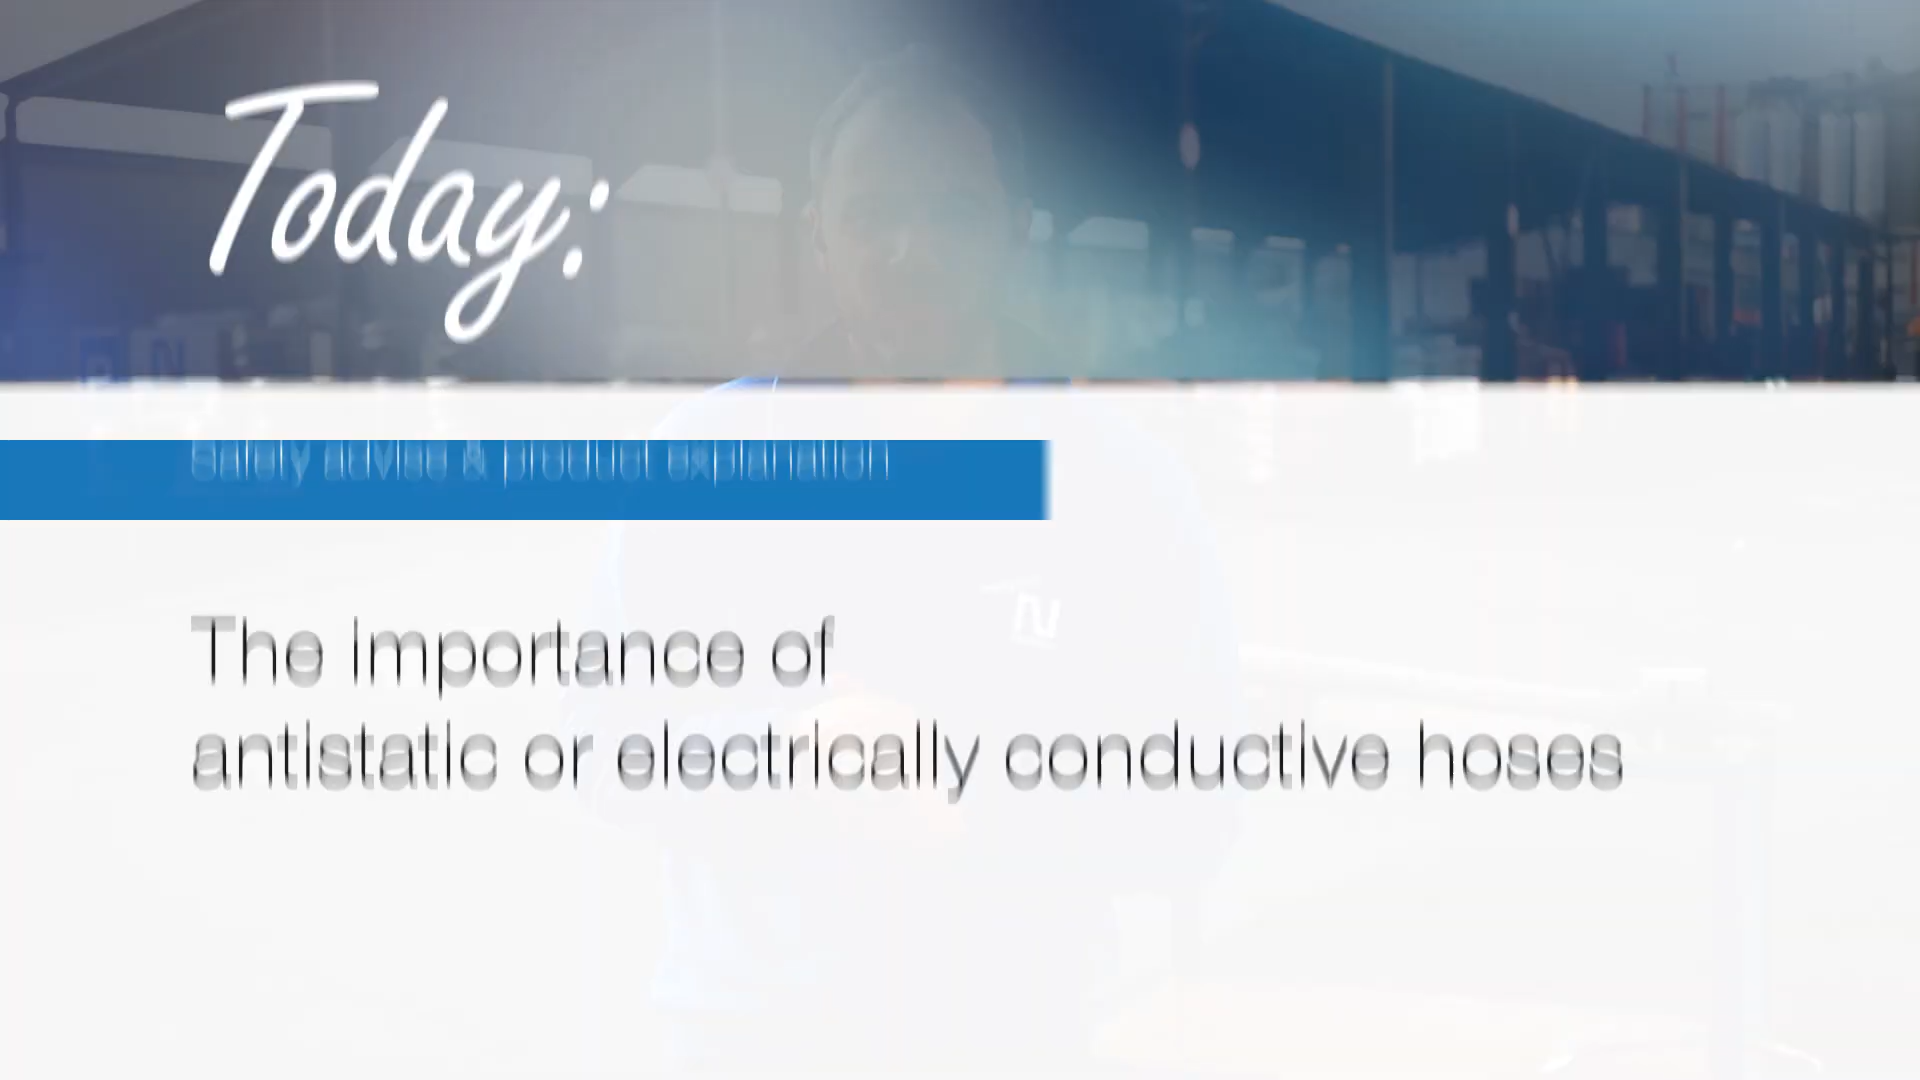 Today:
Safety advise & product explanation
The importance of
antistatic or electrically conductive hoses